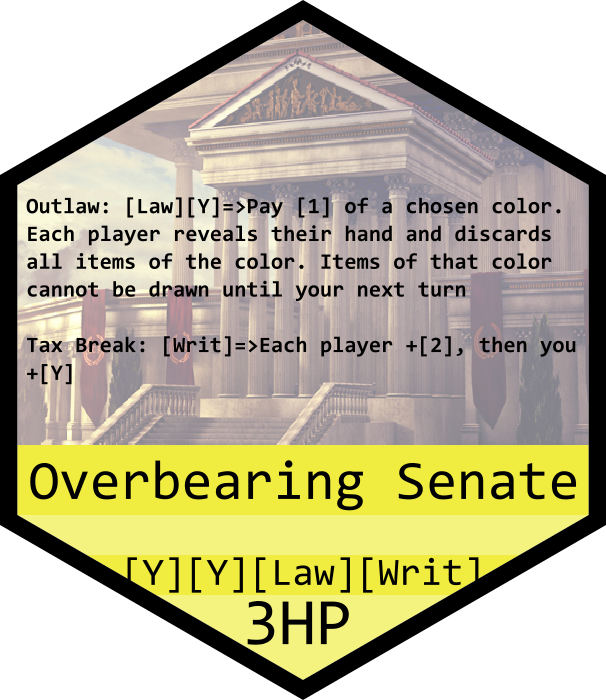 Outlaw: [Law][Y]=>Pay [1] of a chosen color.
Each player reveals their hand and discards
all items of the color. Items of that color
cannot be drawn until your next turn
Tax Break: [Writ]=>Each player +[2], then you
+[Y]
Overbearing Senate
[Y][Y][Law][Writ]
3HP